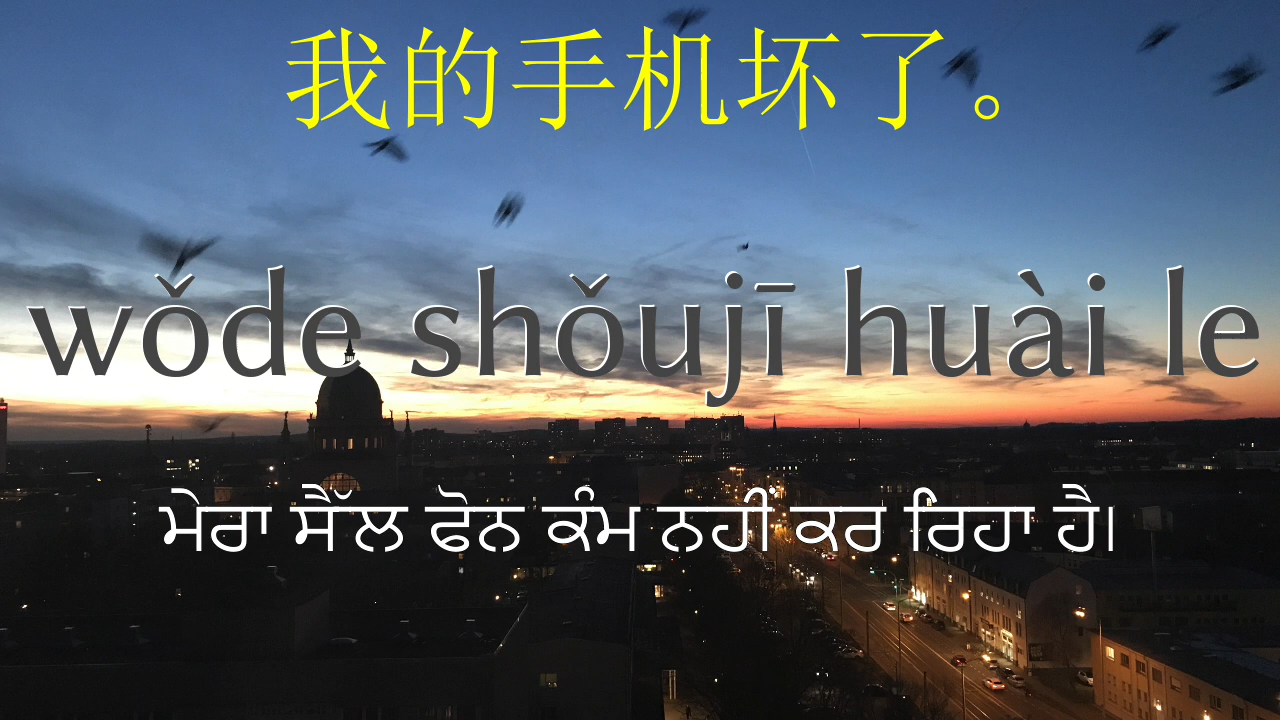 我的手机坏了。
wǒde shǒujī huài le
ਮੇਰਾ ਸੈੱਲ ਫੋਨ ਕੰਮ ਨਹੀਂ ਕਰ ਰਿਹਾ ਹੈ।